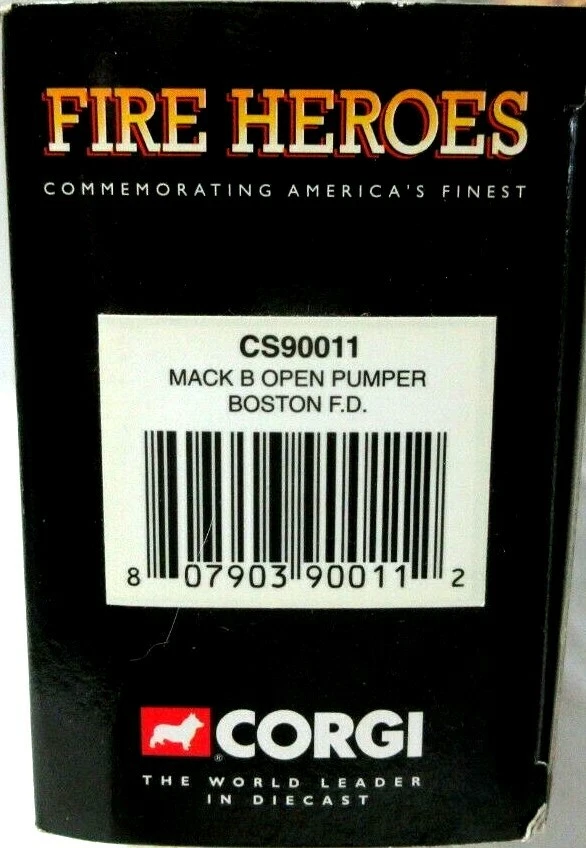 FIRE HEROES
COMMEMORATING AMERICA'S FINEST
CS90011
MACK B OPEN PUMPER
BOSTON F.D.
8 07903 90011 2
® CORGI
THE WORLD LEADER
IN DIECAST